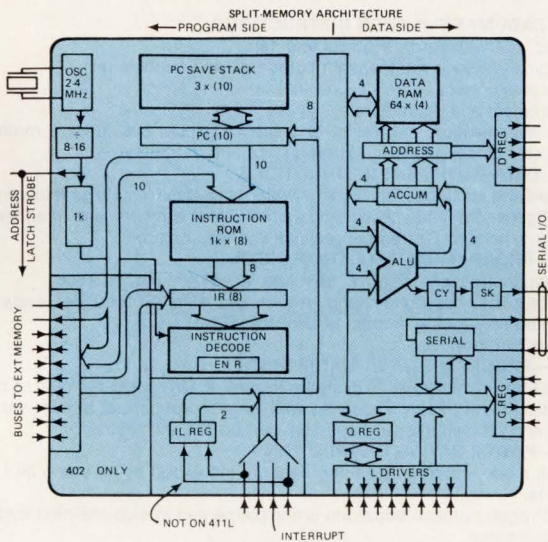 SPLIT-MEMORY ARCHITECTURE
PROGRAM SIDE
DATA SIDE
OSC
2-4
MHz
÷
8-16
1k
ADDRESS
LATCH STROBE
PC SAVE STACK
3 x (10)
PC (10)
10
10
8
INSTRUCTION
ROM
1k x (8)
8
IR (8)
INSTRUCTION
DECODE
EN R
BUSES TO EXT MEMORY
402 ONLY
IL REG
2
NOT ON 411L
INTERRUPT
4
DATA
RAM
64 x (4)
4
ADDRESS
D REG
4
ACCUM
4
4
ALU
4
CY
SK
SERIAL I/O
SERIAL
4
G REG
Q REG
L DRIVERS